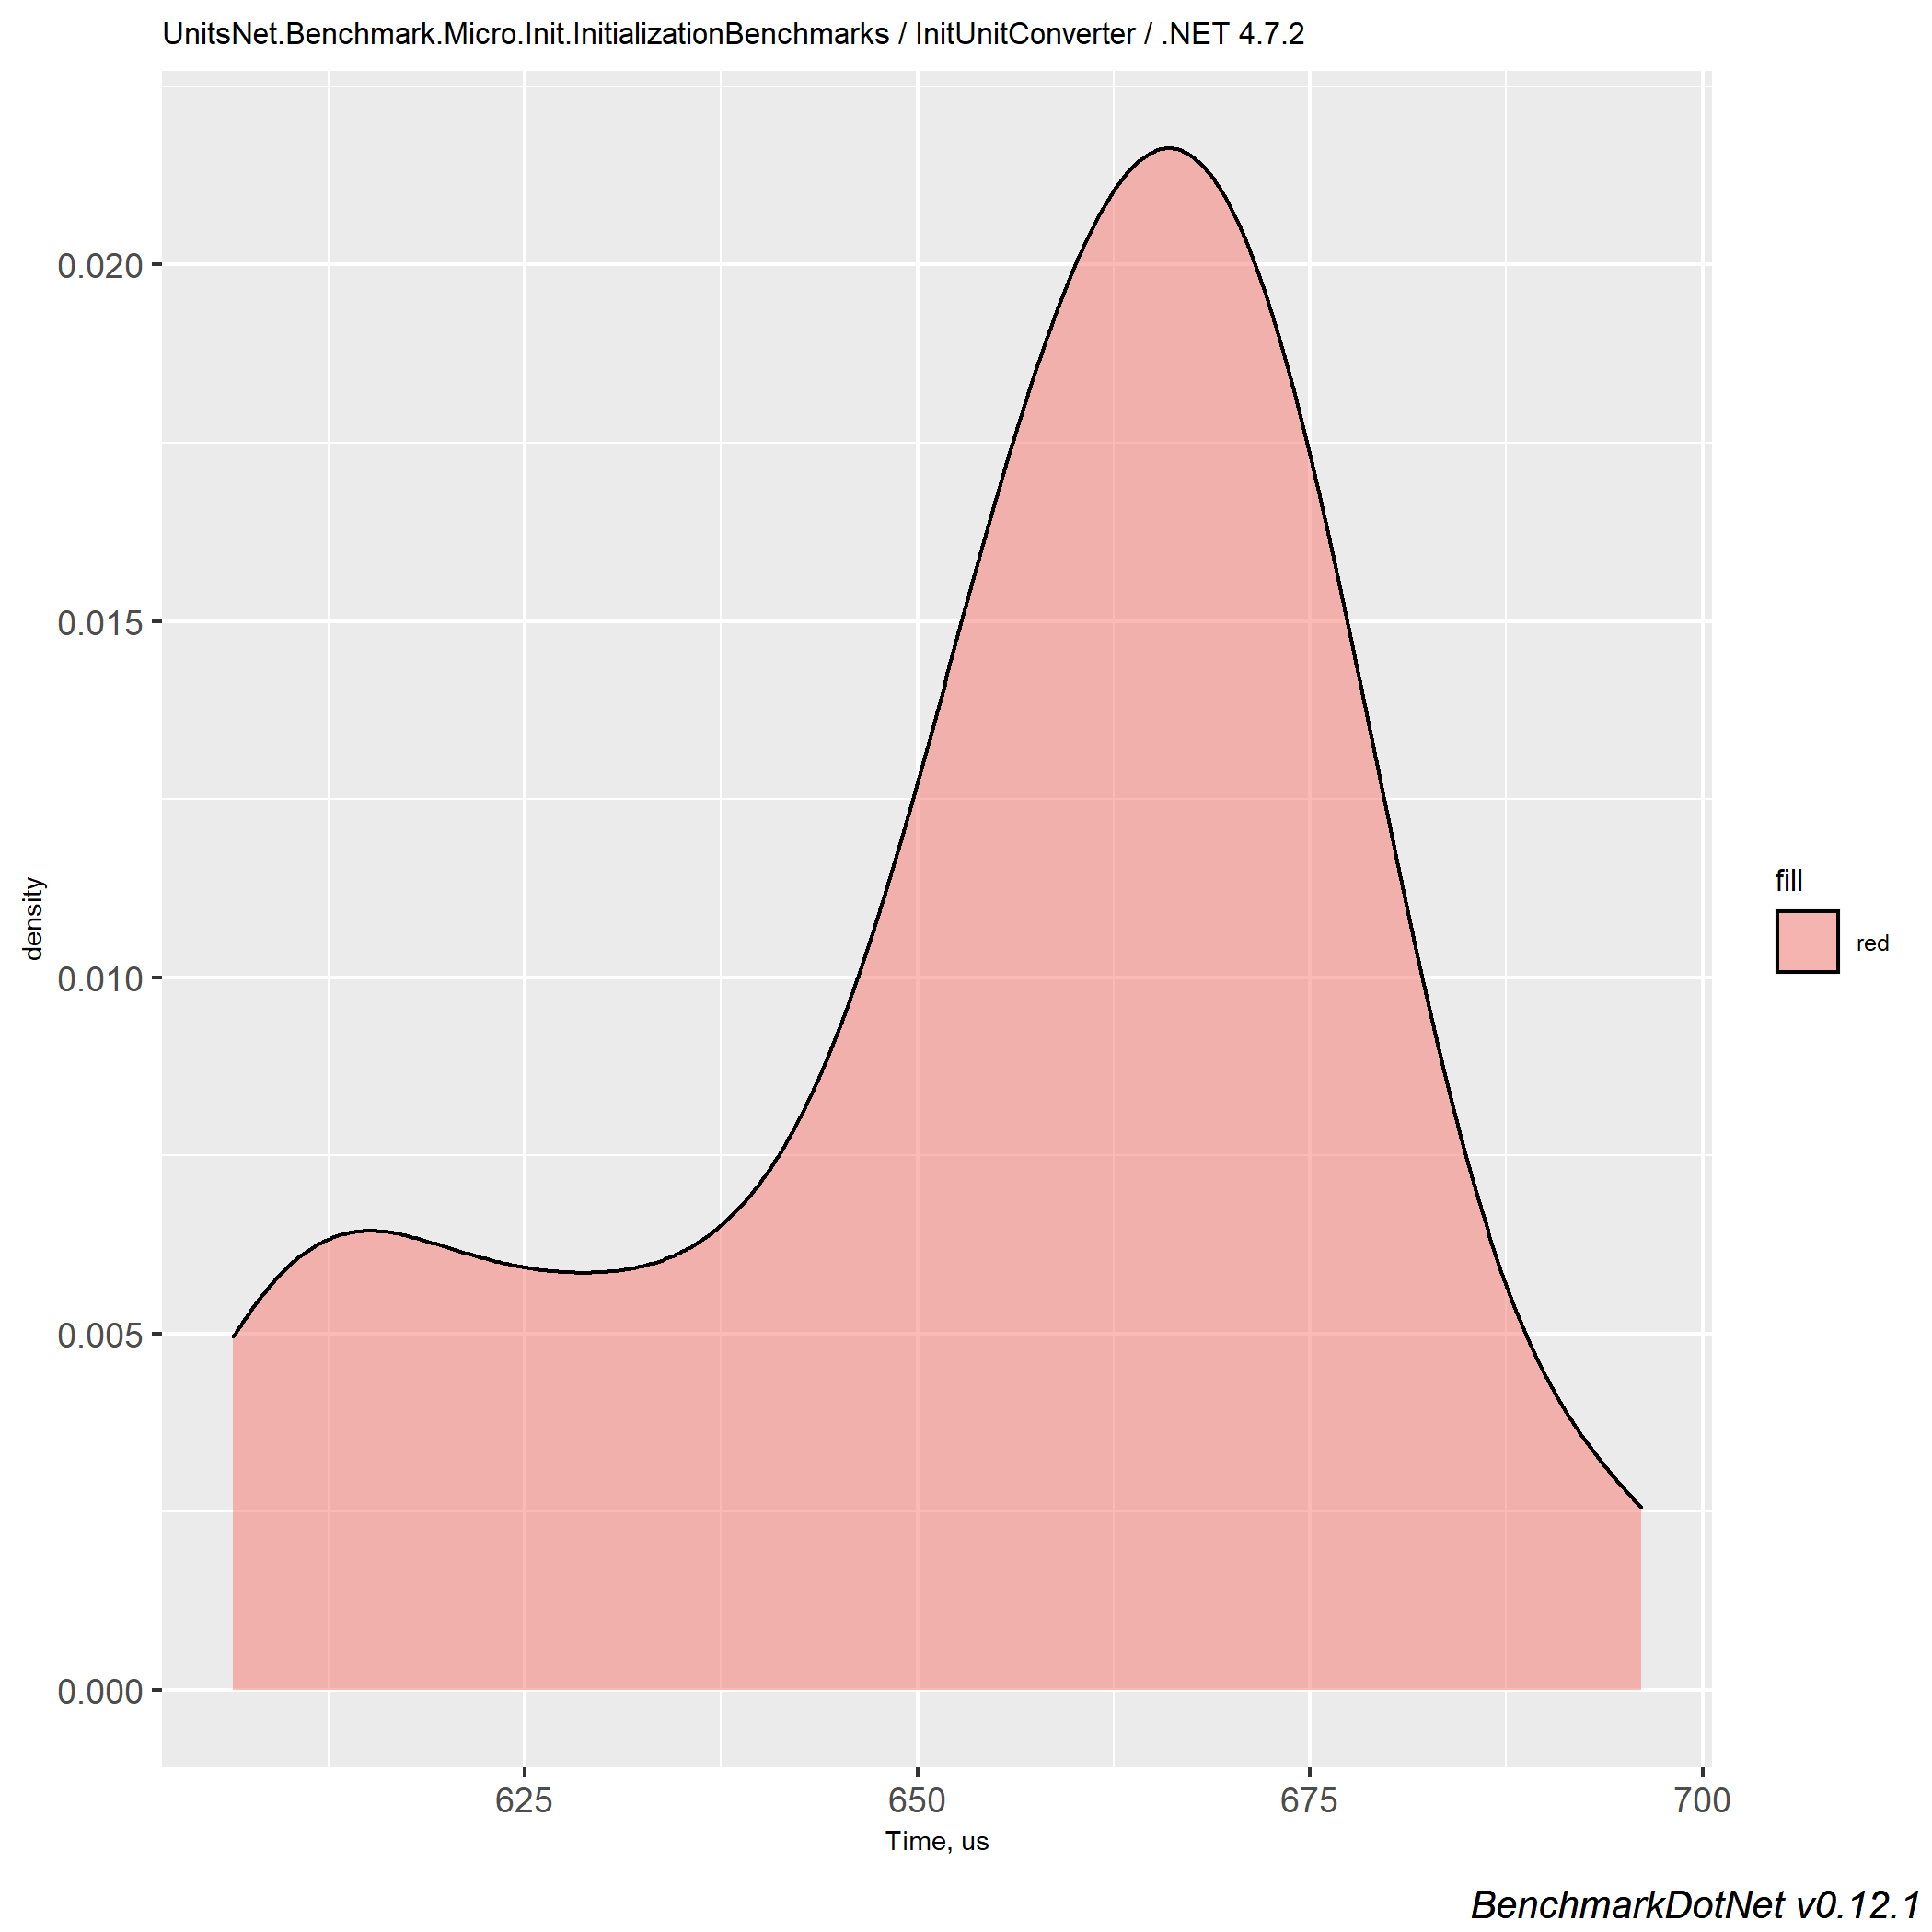 UnitsNet.Benchmark.Micro.Init.InitializationBenchmarks / InitUnitConverter / .NET 4.7.2
0.020
0.015
0.010
0.005
0.000
density
625 650 675 700
Time, us
fill
red
BenchmarkDotNet v0.12.1